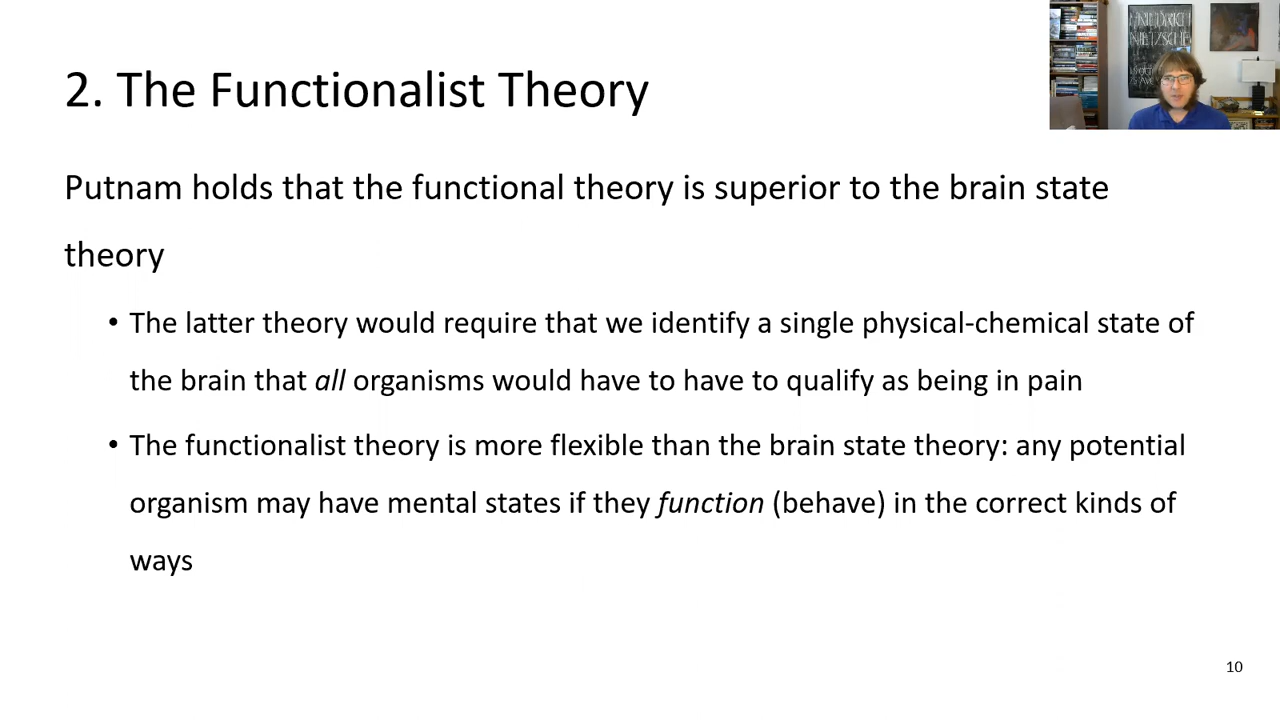 2. The Functionalist Theory
Putnam holds that the functional theory is superior to the brain state
theory
• The latter theory would require that we identify a single physical-chemical state of
the brain that all organisms would have to have to qualify as being in pain
• The functionalist theory is more flexible than the brain state theory: any potential
organism may have mental states if they function (behave) in the correct kinds of
ways
10
NIETZSCHE